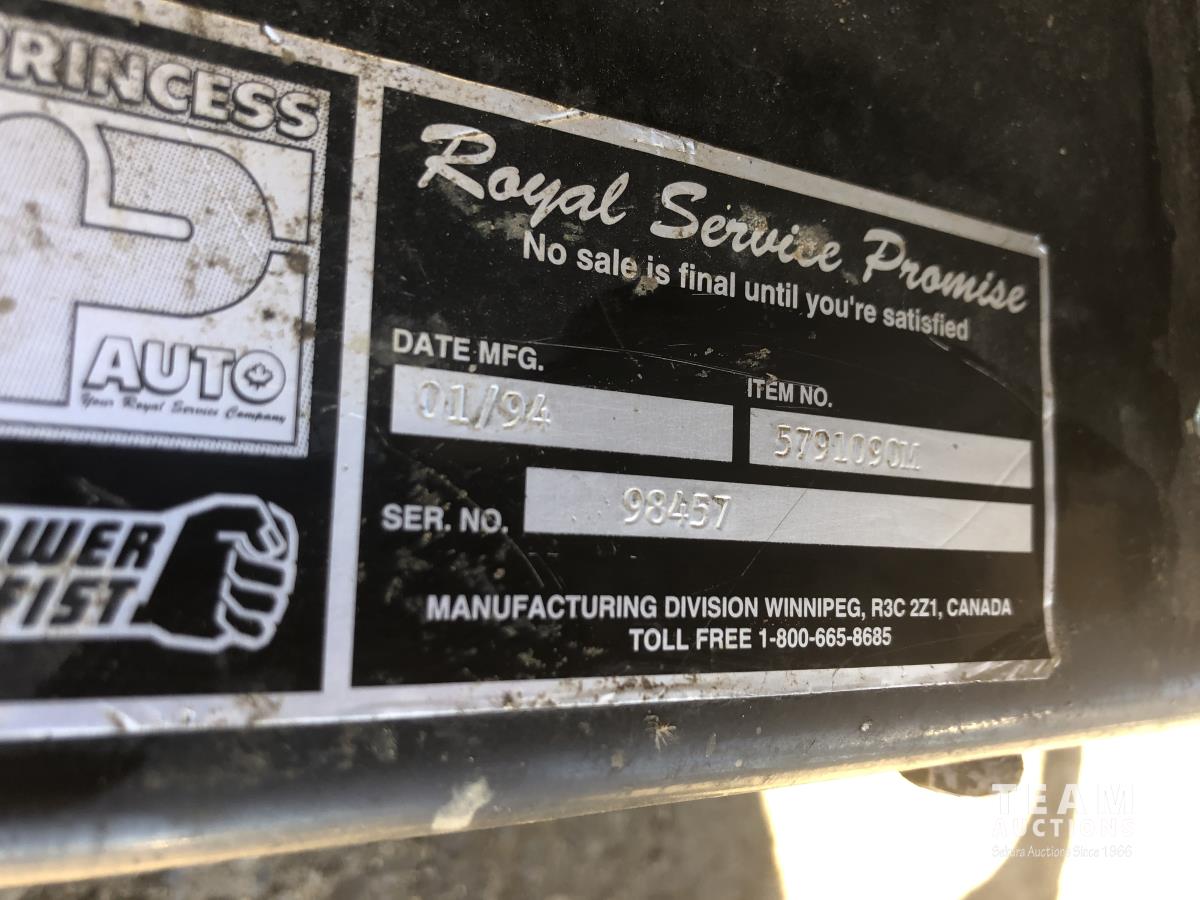 PRINCESS
AUTO
Your Royal Service Company
OWER
FIST
Royal Service Promise
No sale is final until you're satisfied
DATE MFG.
01/94
ITEM NO.
5791090M
SER. NO.
98457
MANUFACTURING DIVISION WINNIPEG, R3C 2Z1, CANADA
TOLL FREE 1-800-665-8685
TEAM
AUCTIONS
Sekura Auctions Since 1966